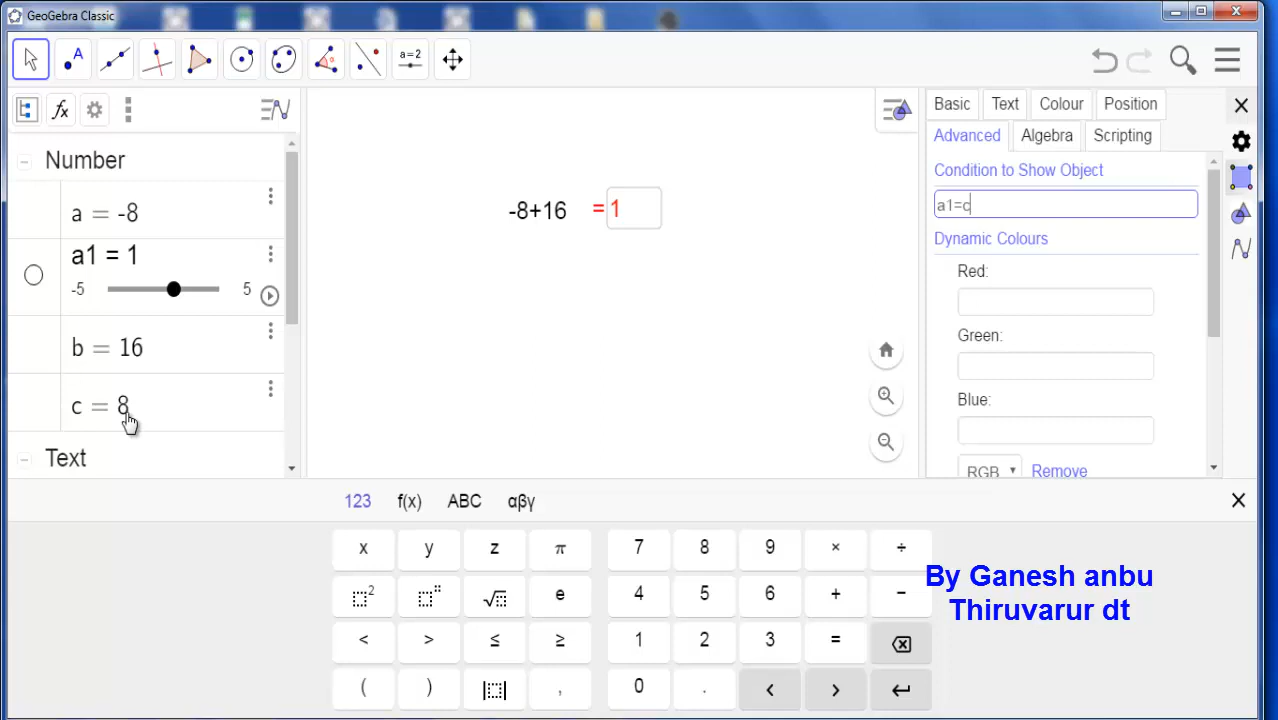 GeoGebra Classic
A
a=2
Basic Text Colour Position
Advanced Algebra Scripting
Condition to Show Object
a1=c
Dynamic Colours
Red:
Green:
Blue:
RGB Remove
fx
Number
a = -8
a1 = 1
-5 5
b = 16
c = 8
Text
-8+16 = 1
123 f(x) ABC αβγ
x y z π 7 8 9 × ÷
2 e 4 5 6 + −
< > ≤ ≥ 1 2 3 =
( ) , 0 . < >
By Ganesh anbu
Thiruvarur dt